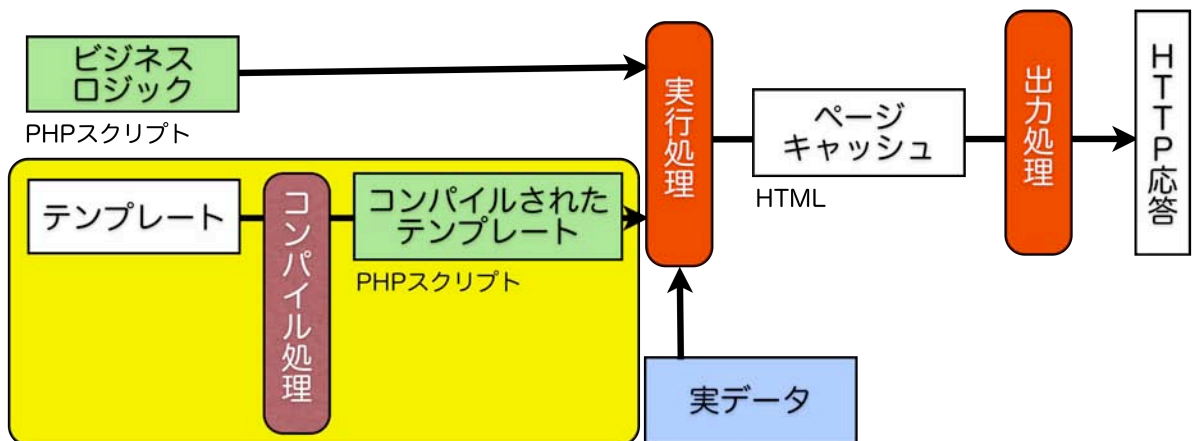 ビジネス
ロジック
PHPスクリプト
テンプレート
コンパイル処理
コンパイルされた
テンプレート
PHPスクリプト
実行処理
実データ
ページ
キャッシュ
HTML
出力処理
HTTP応答